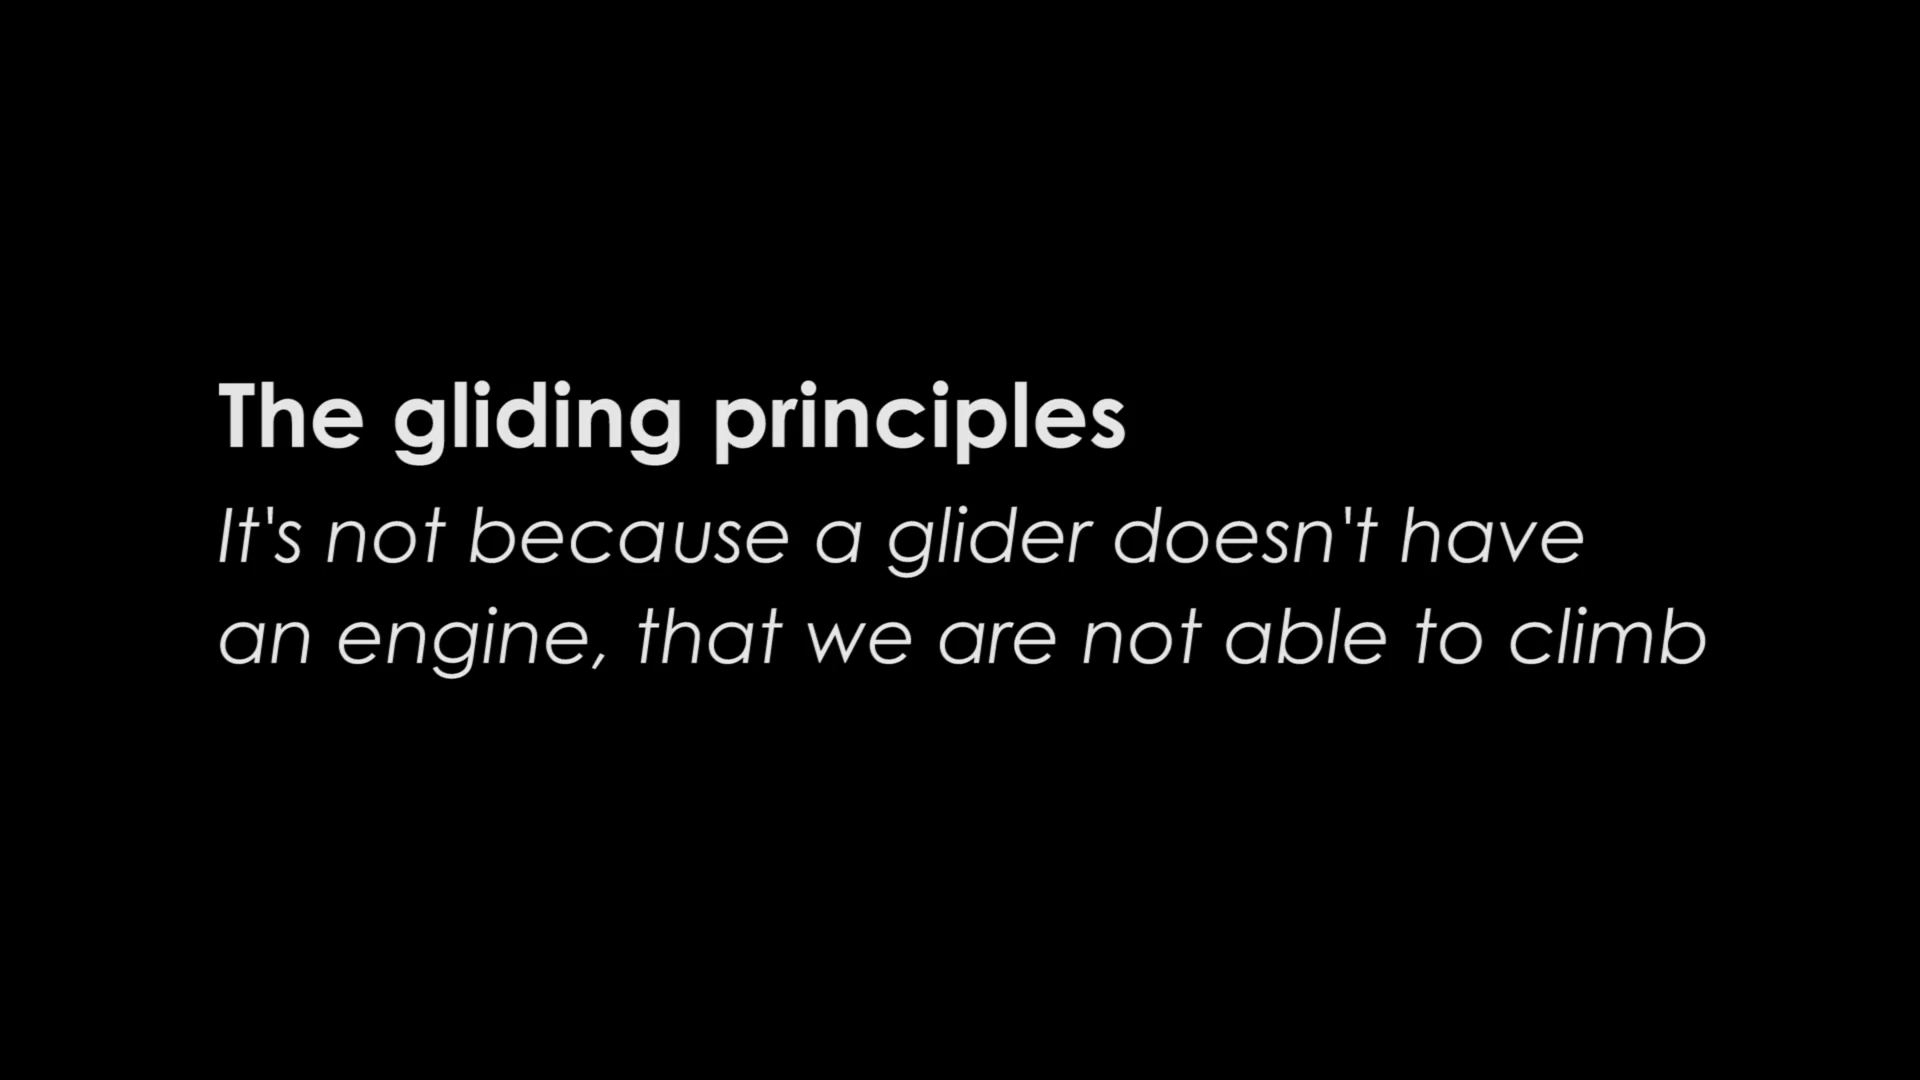 The gliding principles
It's not because a glider doesn't have
an engine, that we are not able to climb